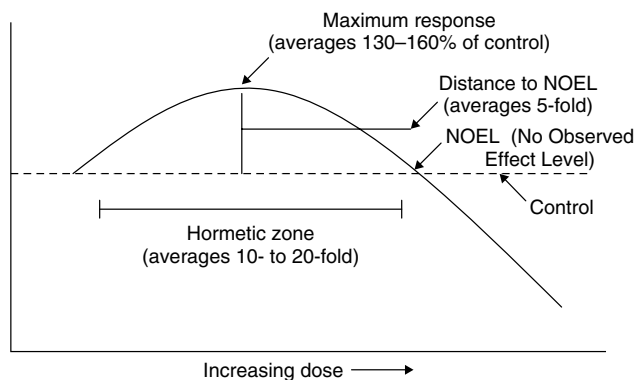 Maximum response
(averages 130–160% of control)
Distance to NOEL
(averages 5-fold)
NOEL (No Observed
Effect Level)
Control
Hormetic zone
(averages 10- to 20-fold)
Increasing dose